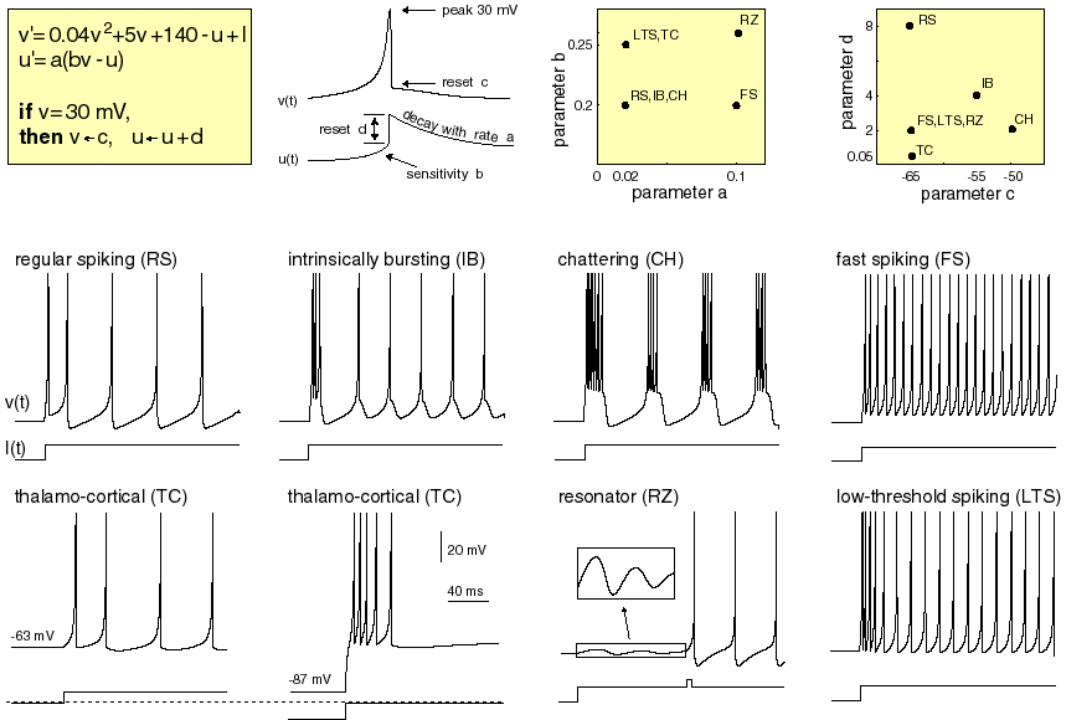 v'= 0.04v²+5v+140 -u+I
u'= a(bv -u)
if v=30 mV,
then v←c, u←u+d
peak 30 mV
reset c
v(t)
reset d
decay with rate a
u(t)
sensitivity b
parameter b
0.25
0.2
LTS,TC
RZ
RS,IB,CH
FS
0
0.02
0.1
parameter a
parameter d
8
4
2
0.05
RS
IB
FS,LTS,RZ
CH
TC
-65
-55
-50
parameter c
regular spiking (RS)
intrinsically bursting (IB)
chattering (CH)
fast spiking (FS)
v(t)
I(t)
thalamo-cortical (TC)
thalamo-cortical (TC)
resonator (RZ)
low-threshold spiking (LTS)
20 mV
40 ms
-63 mV
-87 mV